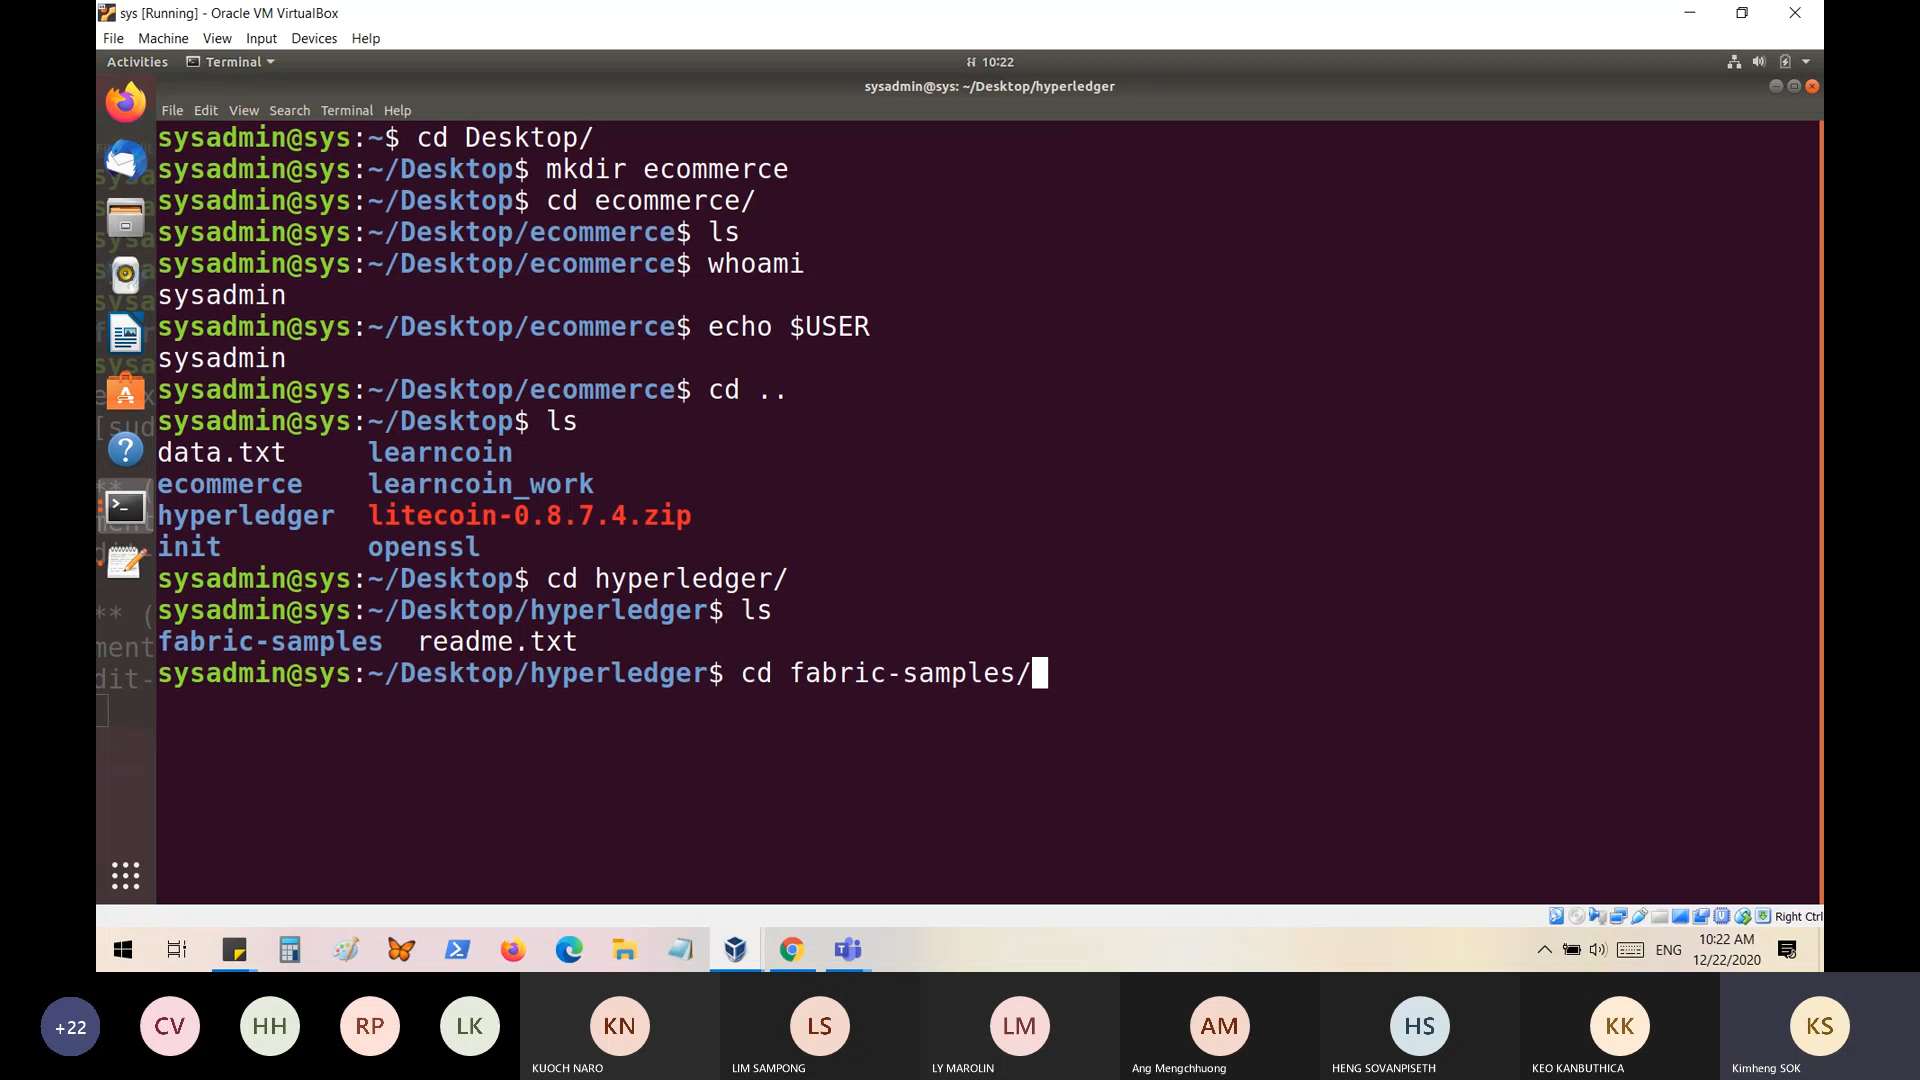 sys [Running] - Oracle VM VirtualBox
File Machine View Input Devices Help
Activities Terminal
10:22
sysadmin@sys: ~/Desktop/hyperledger
File Edit View Search Terminal Help
sysadmin@sys:~$ cd Desktop/
sysadmin@sys:~/Desktop$ mkdir ecommerce
sysadmin@sys:~/Desktop$ cd ecommerce/
sysadmin@sys:~/Desktop/ecommerce$ ls
sysadmin@sys:~/Desktop/ecommerce$ whoami
sysadmin
sysadmin@sys:~/Desktop/ecommerce$ echo $USER
sysadmin
sysadmin@sys:~/Desktop/ecommerce$ cd ..
sysadmin@sys:~/Desktop$ ls
data.txt learncoin
ecommerce learncoin_work
hyperledger litecoin-0.8.7.4.zip
init openssl
sysadmin@sys:~/Desktop$ cd hyperledger/
sysadmin@sys:~/Desktop/hyperledger$ ls
fabric-samples readme.txt
sysadmin@sys:~/Desktop/hyperledger$ cd fabric-samples/
Right Ctrl
ENG
10:22 AM
12/22/2020
+22 CV HH RP LK KN LS LM AM HS KK KS
KUOCH NARO LIM SAMPONG LY MAROLIN Ang Mengchhuong HENG SOVANPISETH KEO KANBUTHICA Kimheng SOK